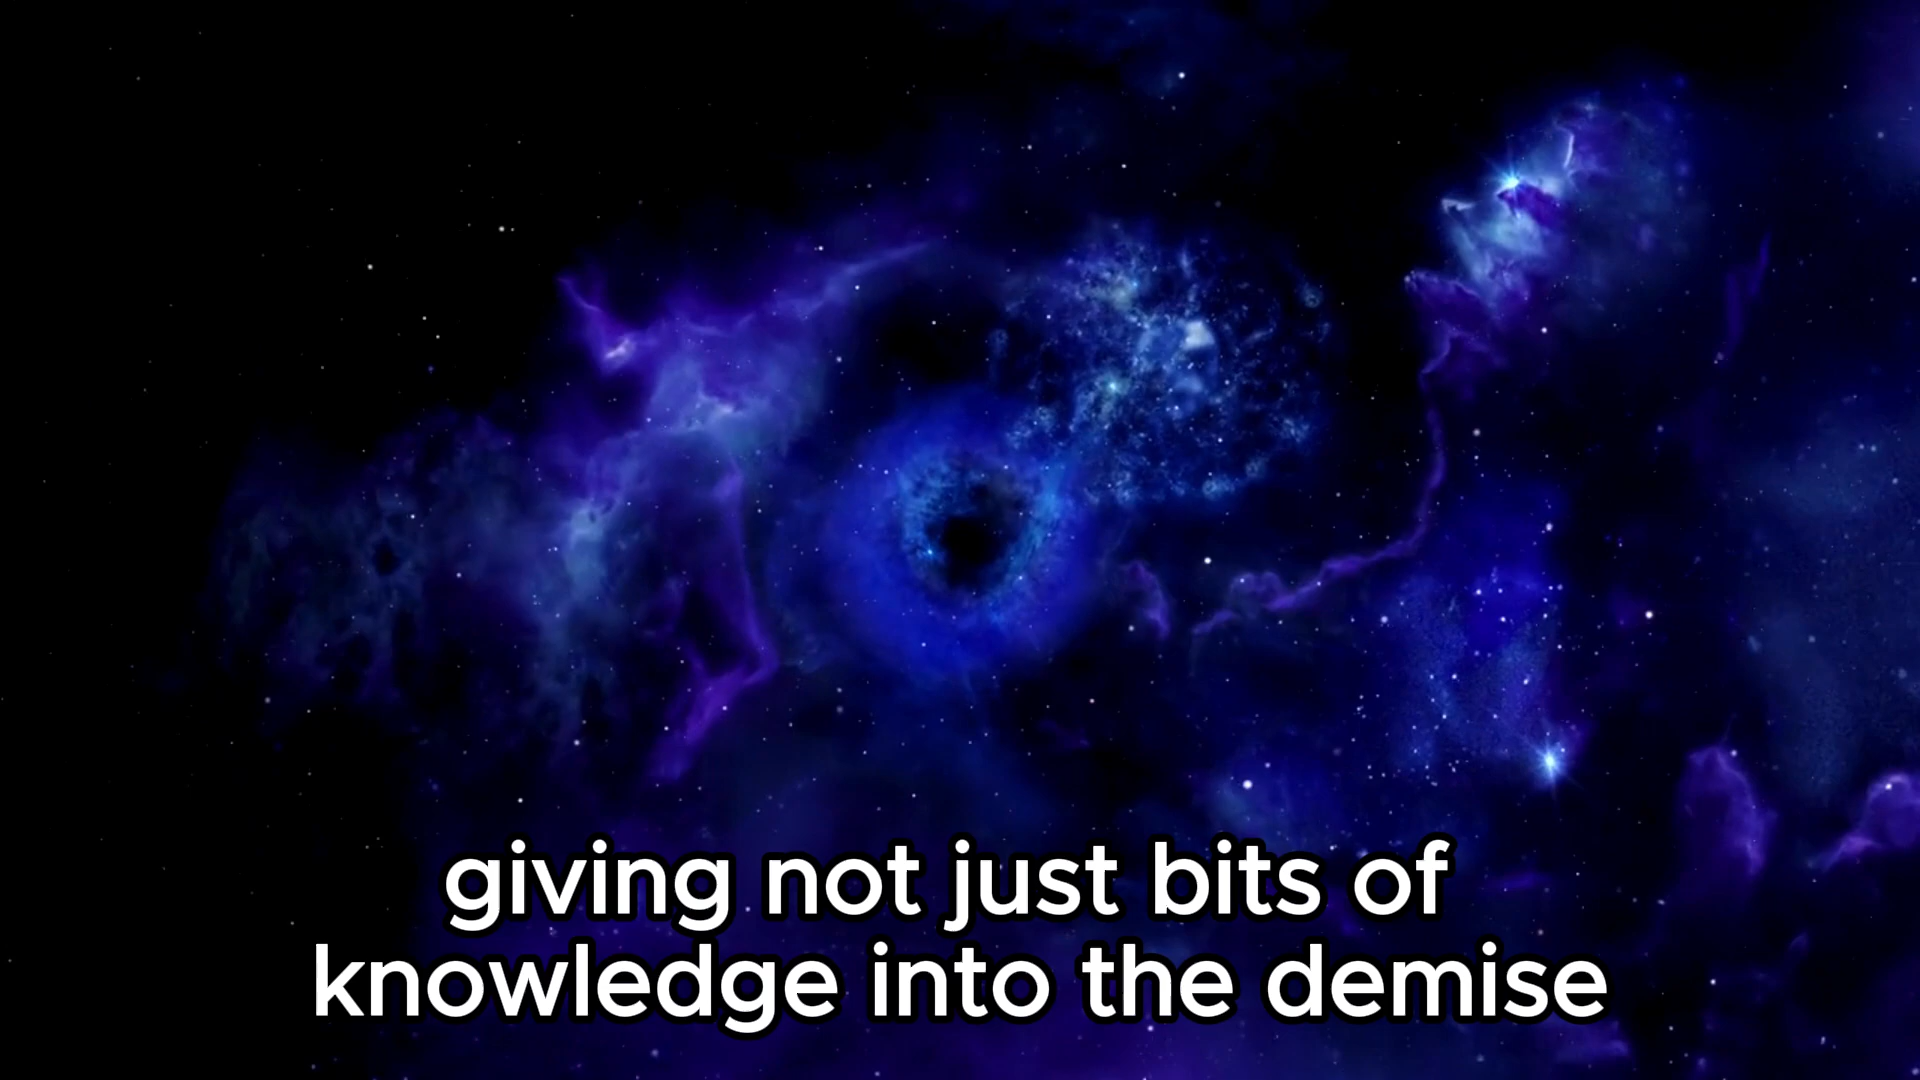 giving not just bits of
knowledge into the demise